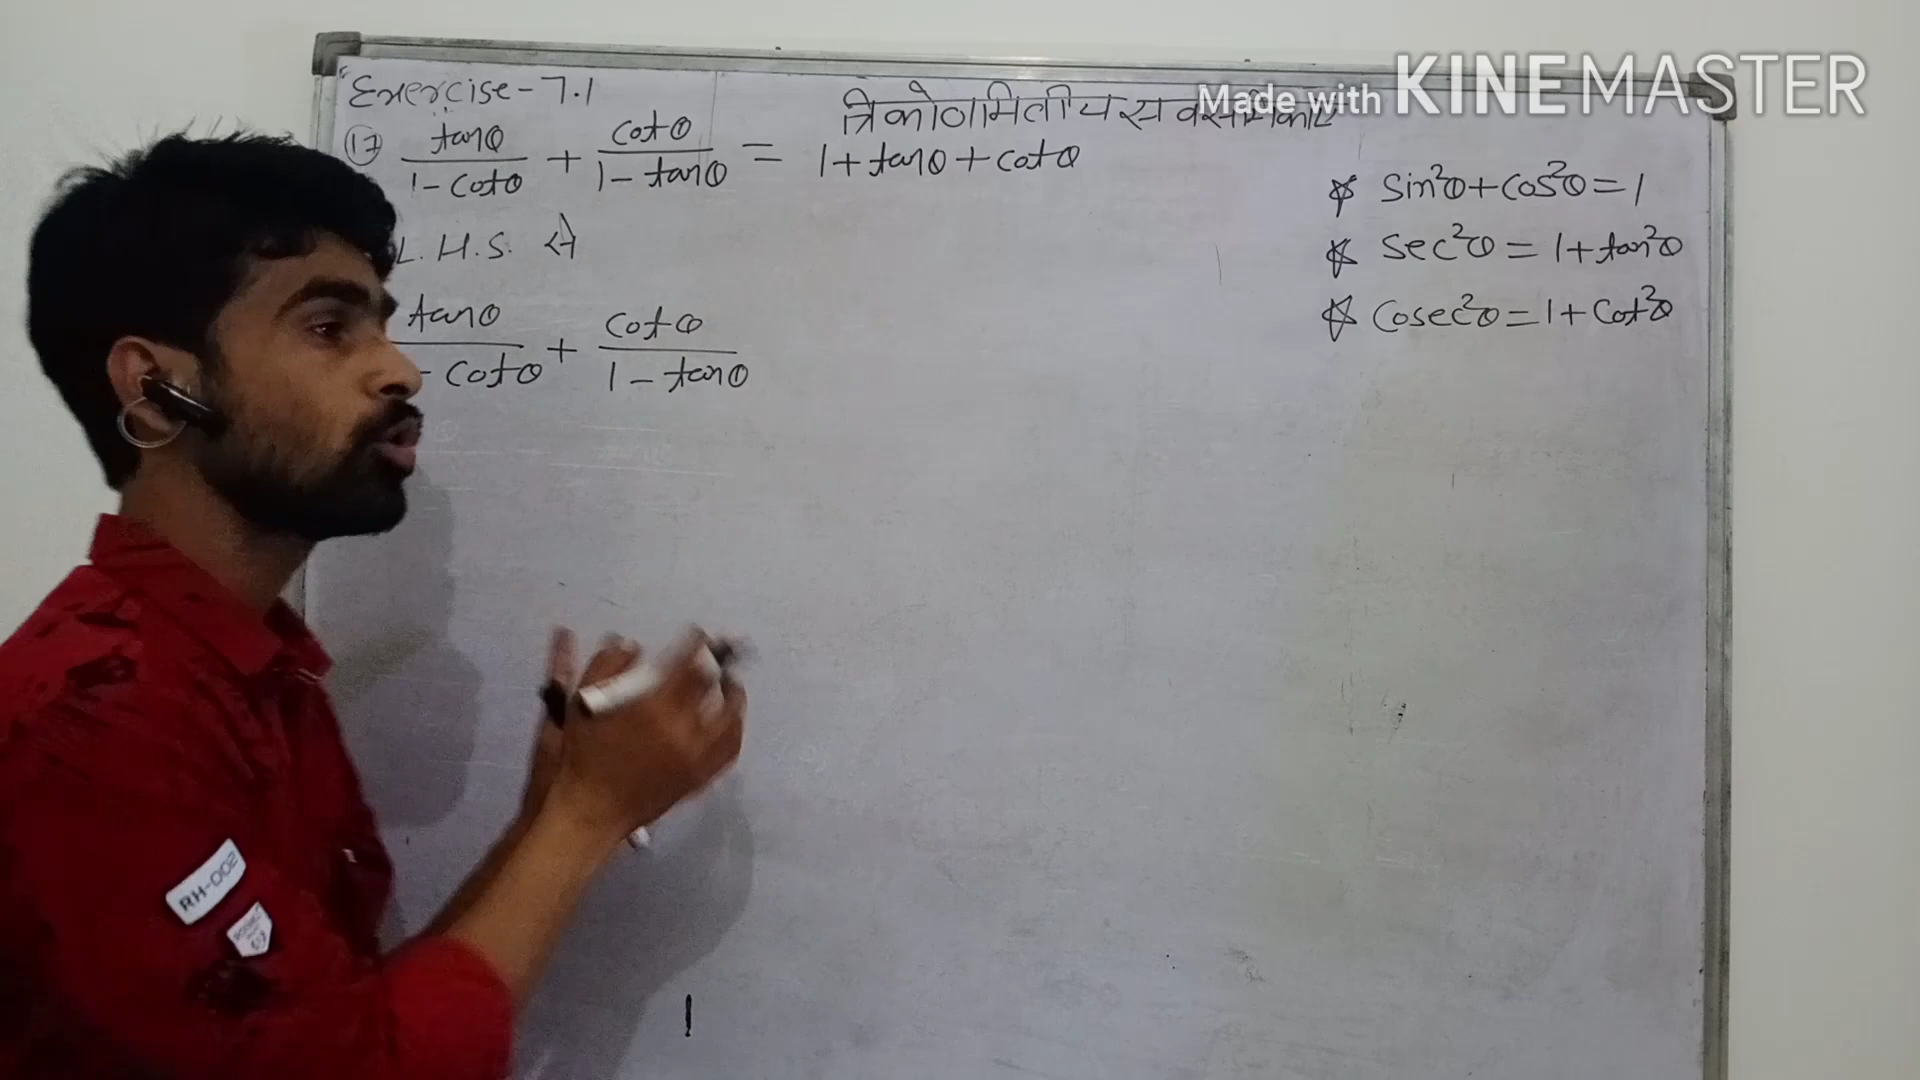 Exercise - 7.1
त्रिकोणमितीय सर्वसमिकाए
Made with KINEMASTER
(17) tanθ / 1 - cotθ + cotθ / 1 - tanθ = 1 + tanθ + cotθ
L.H.S. से
tanθ / - cotθ + cotθ / 1 - tanθ
☆ Sin²θ + Cos²θ = 1
☆ Sec²θ = 1 + tan²θ
☆ Cosec²θ = 1 + Cot²θ
RH-002